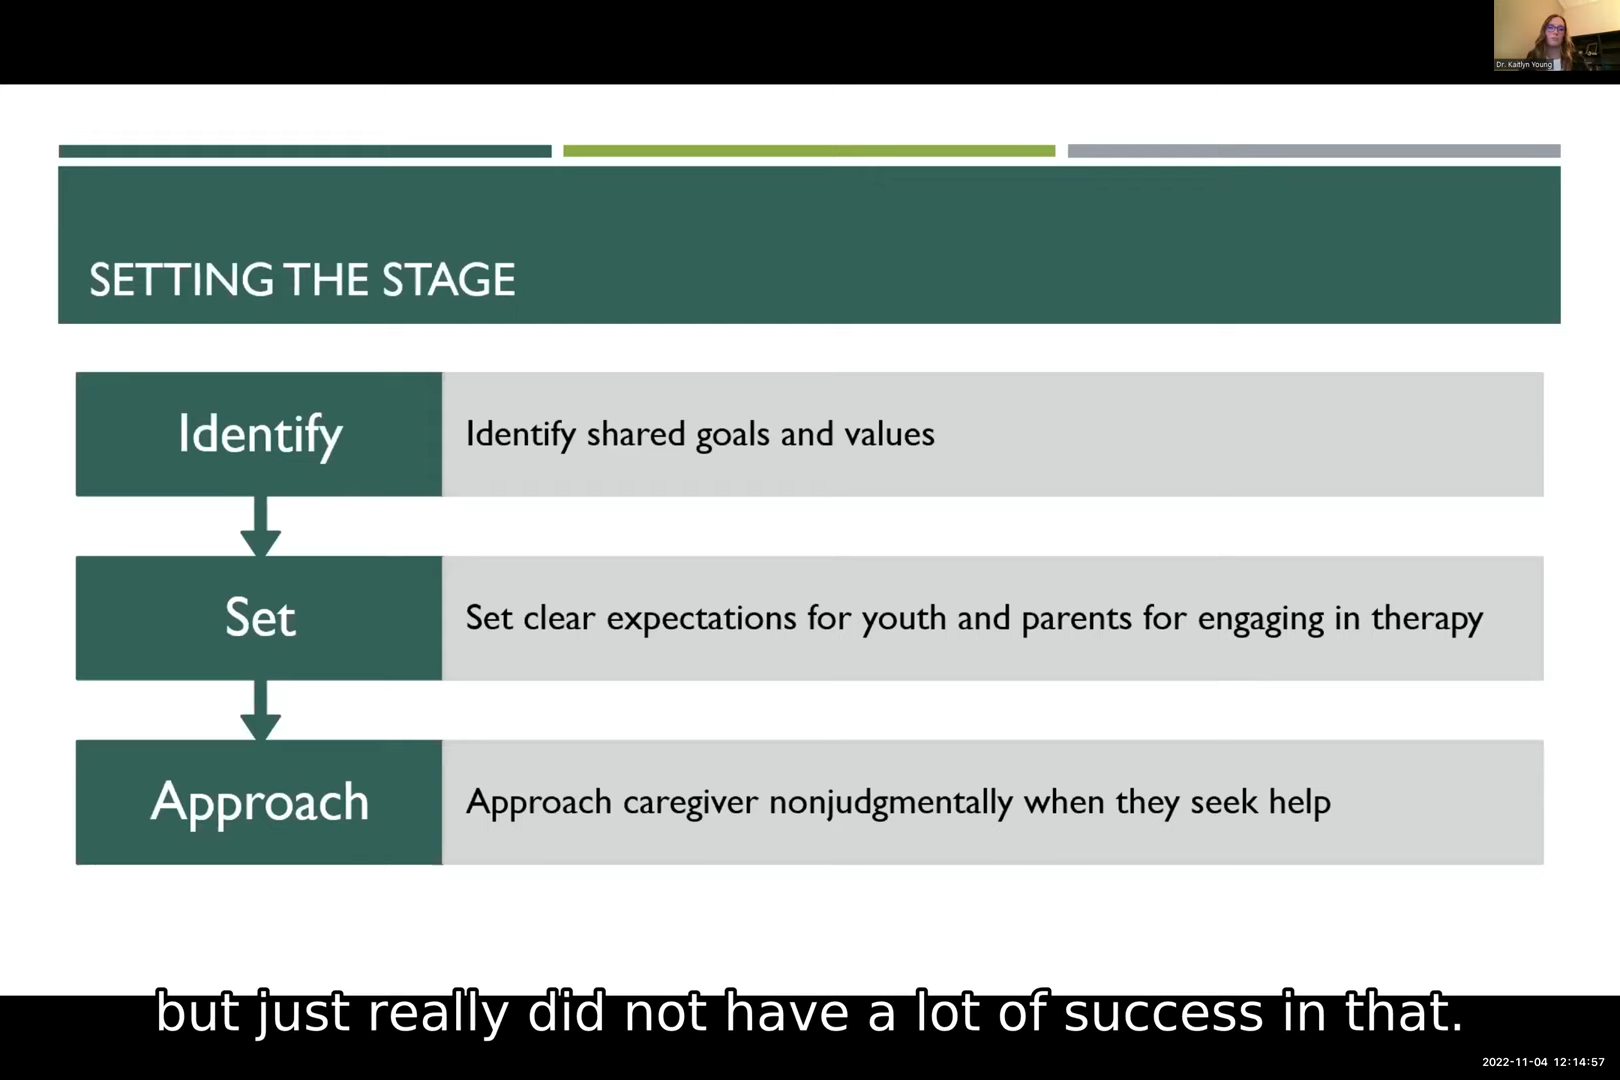 Dr. Kaitlyn Young
SETTING THE STAGE
Identify
Identify shared goals and values
Set
Set clear expectations for youth and parents for engaging in therapy
Approach
Approach caregiver nonjudgmentally when they seek help
but just really did not have a lot of success in that.
2022-11-04 12:14:57